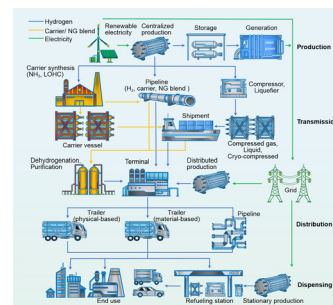 Hydrogen
Carrier/ NG blend
Electricity
Renewable
electricity
Centralized
production
Storage
Generation
Production
Carrier synthesis
(NH₃, LOHC)
Pipeline
(H₂, carrier, NG blend)
Compressor,
Liquefier
Shipment
Transmissio
Carrier vessel
Compressed gas,
Liquid,
Cryo-compressed
Dehydrogenation,
Purification
Terminal
Distributed
production
Grid
Trailer
(physical-based)
Trailer
(material-based)
Pipeline
Distribution
Dispensing
End use
Refueling station
Stationary production